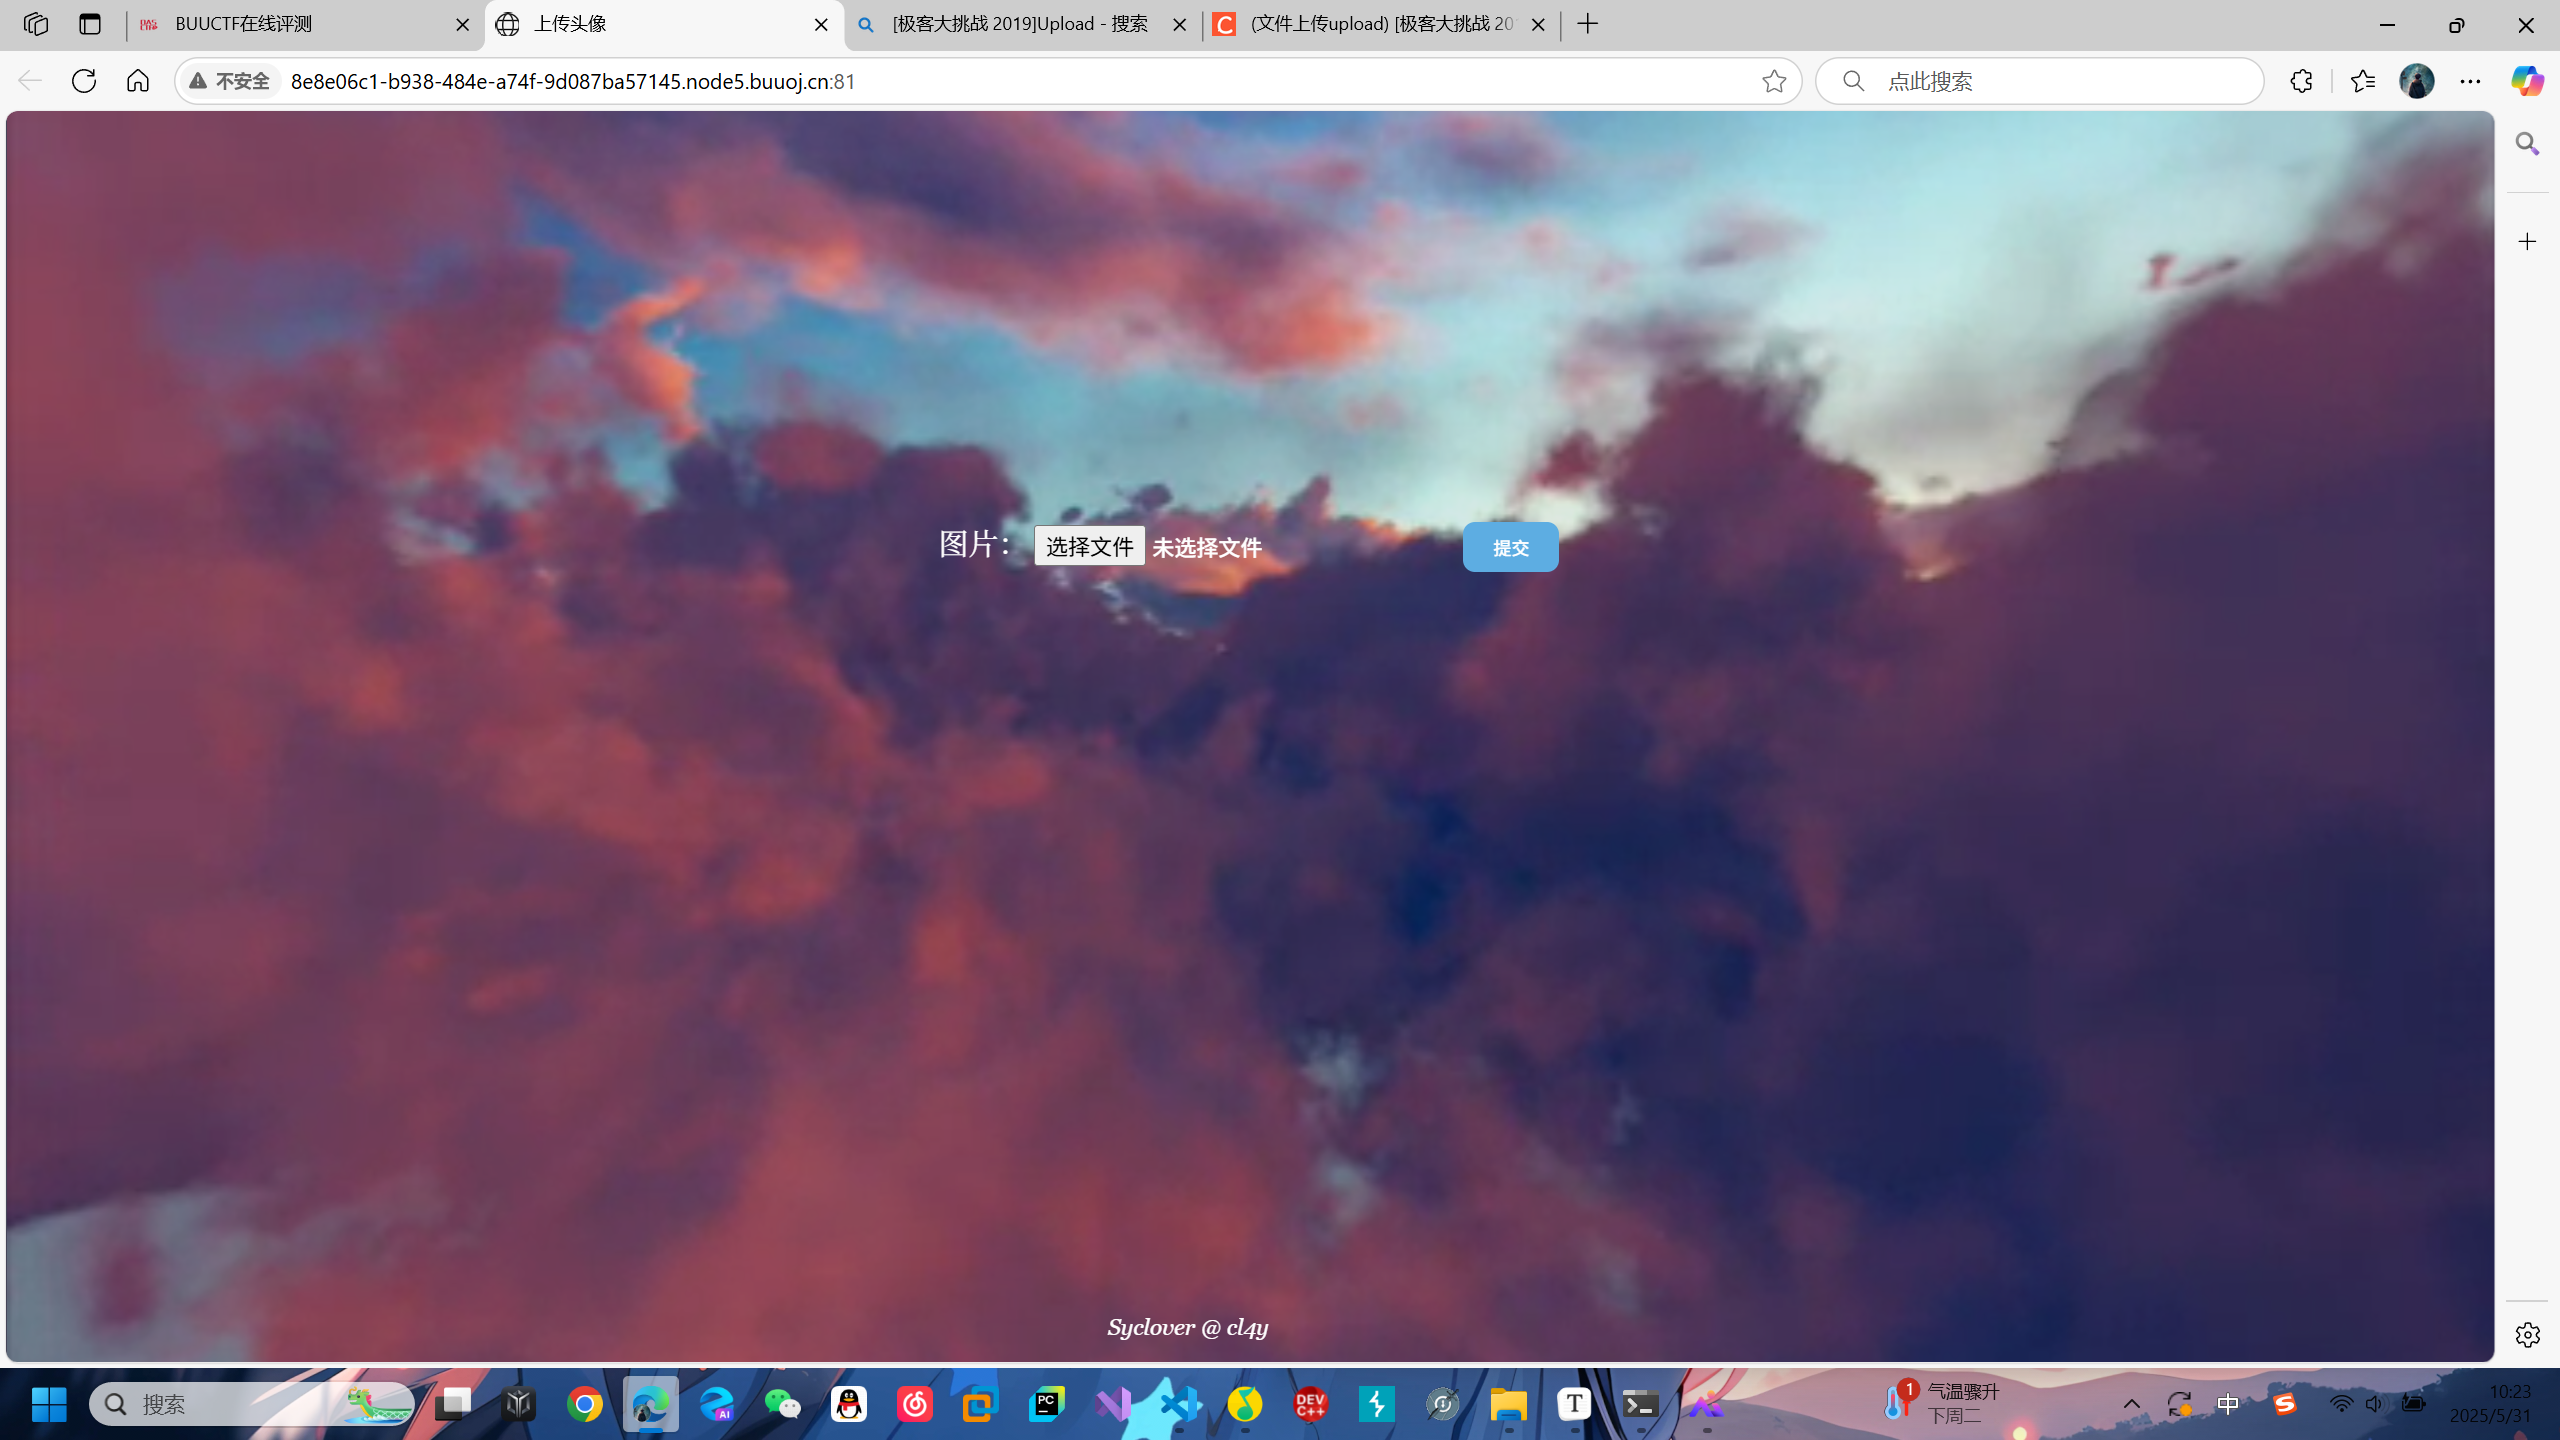 BUUCTF在线评测
上传头像
[极客大挑战 2019]Upload - 搜索
(文件上传upload) [极客大挑战 20
不安全
8e8e06c1-b938-484e-a74f-9d087ba57145.node5.buuoj.cn:81
点此搜索
图片：
选择文件
未选择文件
提交
Syclover @ cl4y
搜索
1
气温骤升
下周二
中
10:23
2025/5/31